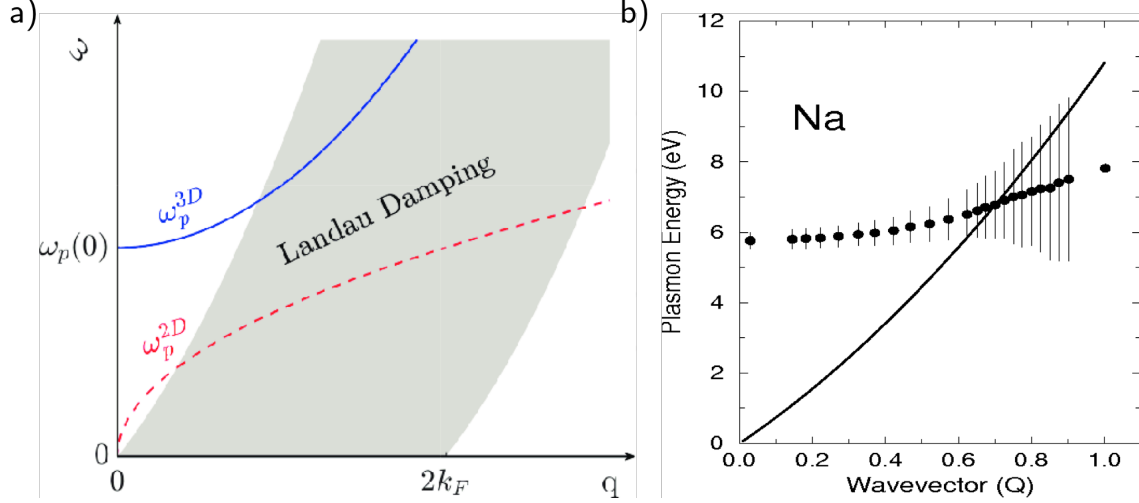 a)
ω
ω_p^{3D}
ω_p(0)
Landau Damping
ω_p^{2D}
0
0
2k_F
q
b)
12
10
8
6
4
2
0
Plasmon Energy (eV)
Na
0.0 0.2 0.4 0.6 0.8 1.0
Wavevector (Q)